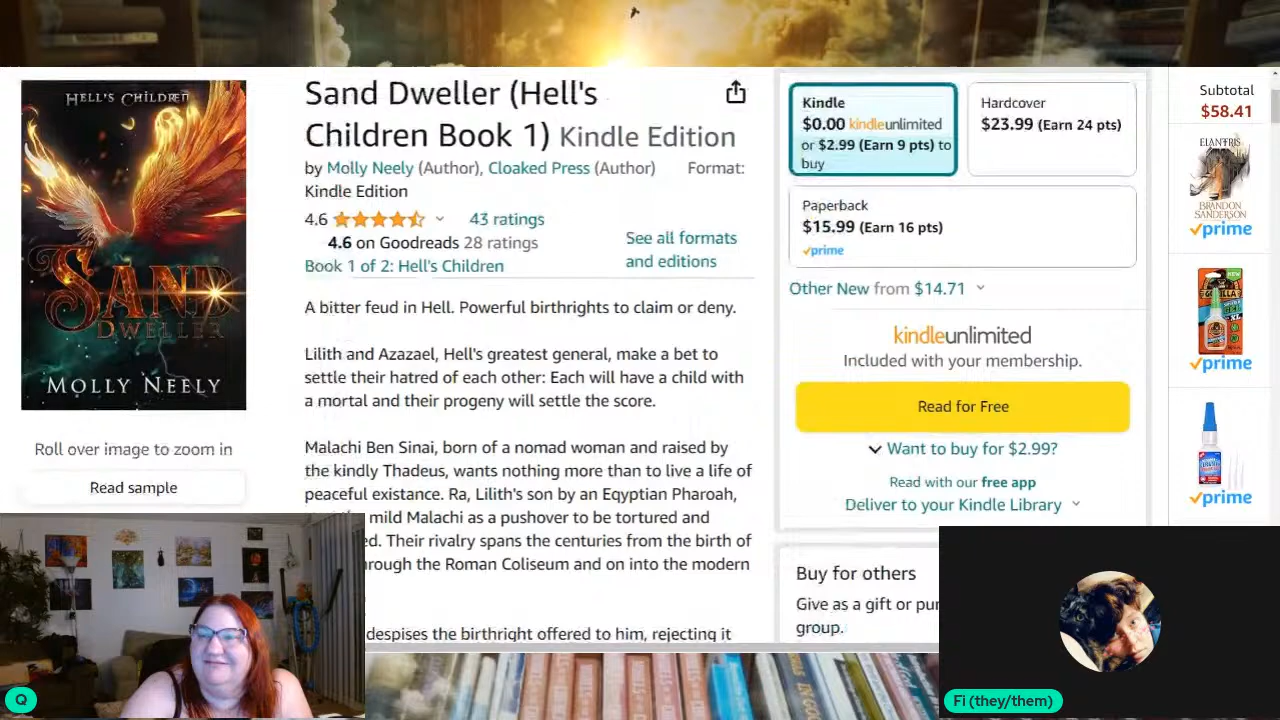 HELL'S CHILDREN
SAND
DWELLER
MOLLY NEELY
Roll over image to zoom in
Read sample
Sand Dweller (Hell's
Children Book 1) Kindle Edition
by Molly Neely (Author), Cloaked Press (Author) Format:
Kindle Edition
4.6 43 ratings
4.6 on Goodreads 28 ratings
See all formats
and editions
Book 1 of 2: Hell's Children
A bitter feud in Hell. Powerful birthrights to claim or deny.
Lilith and Azazael, Hell's greatest general, make a bet to
settle their hatred of each other: Each will have a child with
a mortal and their progeny will settle the score.
Malachi Ben Sinai, born of a nomad woman and raised by
the kindly Thadeus, wants nothing more than to live a life of
peaceful existance. Ra, Lilith's son by an Egyptian Pharoah,
mild Malachi as a pushover to be tortured and
ed. Their rivalry spans the centuries from the birth of
rough the Roman Coliseum and on into the modern
despises the birthright offered to him, rejecting it
Kindle
$0.00 kindleunlimited
or $2.99 (Earn 9 pts) to
buy
Hardcover
$23.99 (Earn 24 pts)
Paperback
$15.99 (Earn 16 pts)
prime
Other New from $14.71
kindleunlimited
Included with your membership.
Read for Free
Want to buy for $2.99?
Read with our free app
Deliver to your Kindle Library
Buy for others
Give as a gift or pur
group.
Subtotal
$58.41
ELANTRIS
BRANDON
SANDERSON
prime
prime
prime
Q
Fi (they/them)